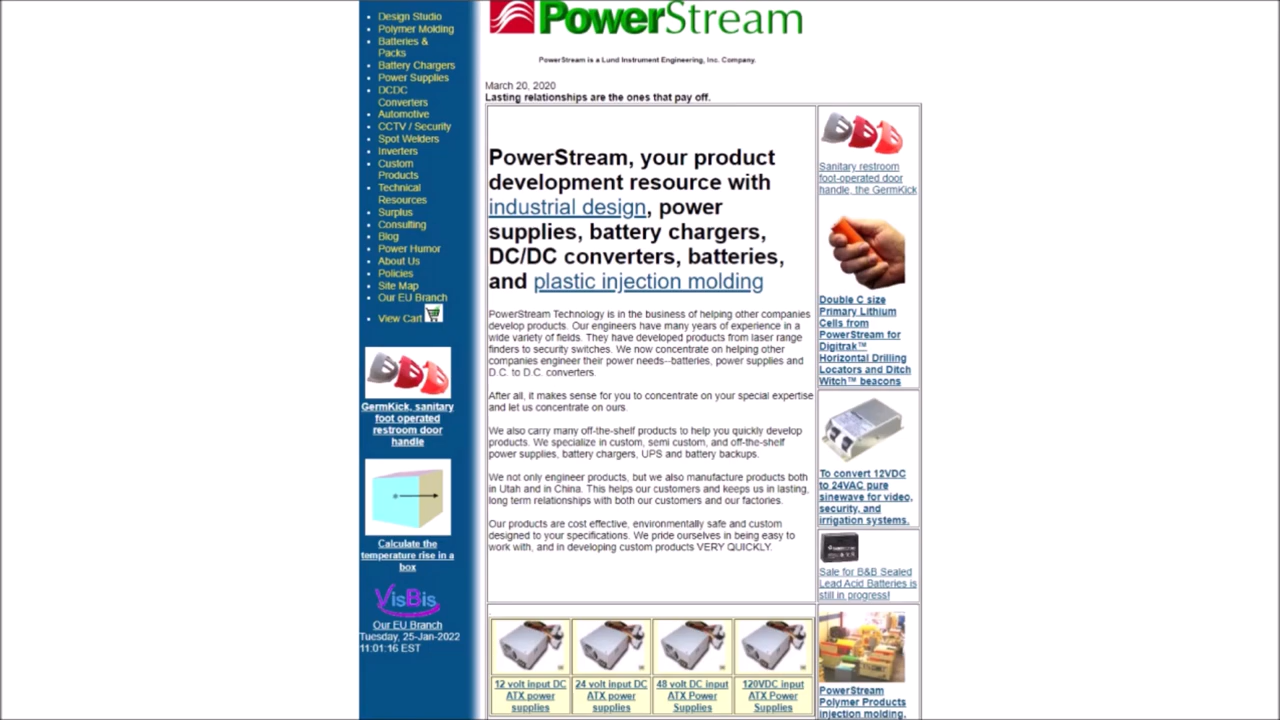 Design Studio
Polymer Molding
Batteries &
Packs
Battery Chargers
Power Supplies
DCDC
Converters
Automotive
CCTV / Security
Spot Welders
Inverters
Custom
Products
Technical
Resources
Surplus
Consulting
Blog
Power Humor
About Us
Policies
Site Map
Our EU Branch
View Cart
GermKick, sanitary
foot operated
restroom door
handle
Calculate the
temperature rise in a
box
VisBis
Our EU Branch
Tuesday, 25-Jan-2022
11:01:16 EST
PowerStream
PowerStream is a Lund Instrument Engineering, Inc. Company.
March 20, 2020
Lasting relationships are the ones that pay off.
PowerStream, your product
development resource with
industrial design, power
supplies, battery chargers,
DC/DC converters, batteries,
and plastic injection molding
PowerStream Technology is in the business of helping other companies
develop products. Our engineers have many years of experience in a
wide variety of fields. They have developed products from laser range
finders to security switches. We now concentrate on helping other
companies engineer their power needs--batteries, power supplies and
D.C. to D.C. converters.
After all, it makes sense for you to concentrate on your special expertise
and let us concentrate on ours.
We also carry many off-the-shelf products to help you quickly develop
products. We specialize in custom, semi custom, and off-the-shelf
power supplies, battery chargers, UPS and battery backups.
We not only engineer products, but we also manufacture products both
in Utah and in China. This helps our customers and keeps us in lasting,
long term relationships with both our customers and our factories.
Our products are cost effective, environmentally safe and custom
designed to your specifications. We pride ourselves in being easy to
work with, and in developing custom products VERY QUICKLY.
12 volt input DC
ATX power
supplies
24 volt input DC
ATX power
supplies
48 volt DC input
ATX Power
Supplies
120VDC input
ATX Power
Supplies
Sanitary restroom
foot-operated door
handle, the GermKick
Double C size
Primary Lithium
Cells from
PowerStream for
Digitrak™
Horizontal Drilling
Locators and Ditch
Witch™ beacons
To convert 12VDC
to 24VAC pure
sinewave for video,
security, and
irrigation systems.
Sale for B&B Sealed
Lead Acid Batteries is
still in progress!
PowerStream
Polymer Products
injection molding,